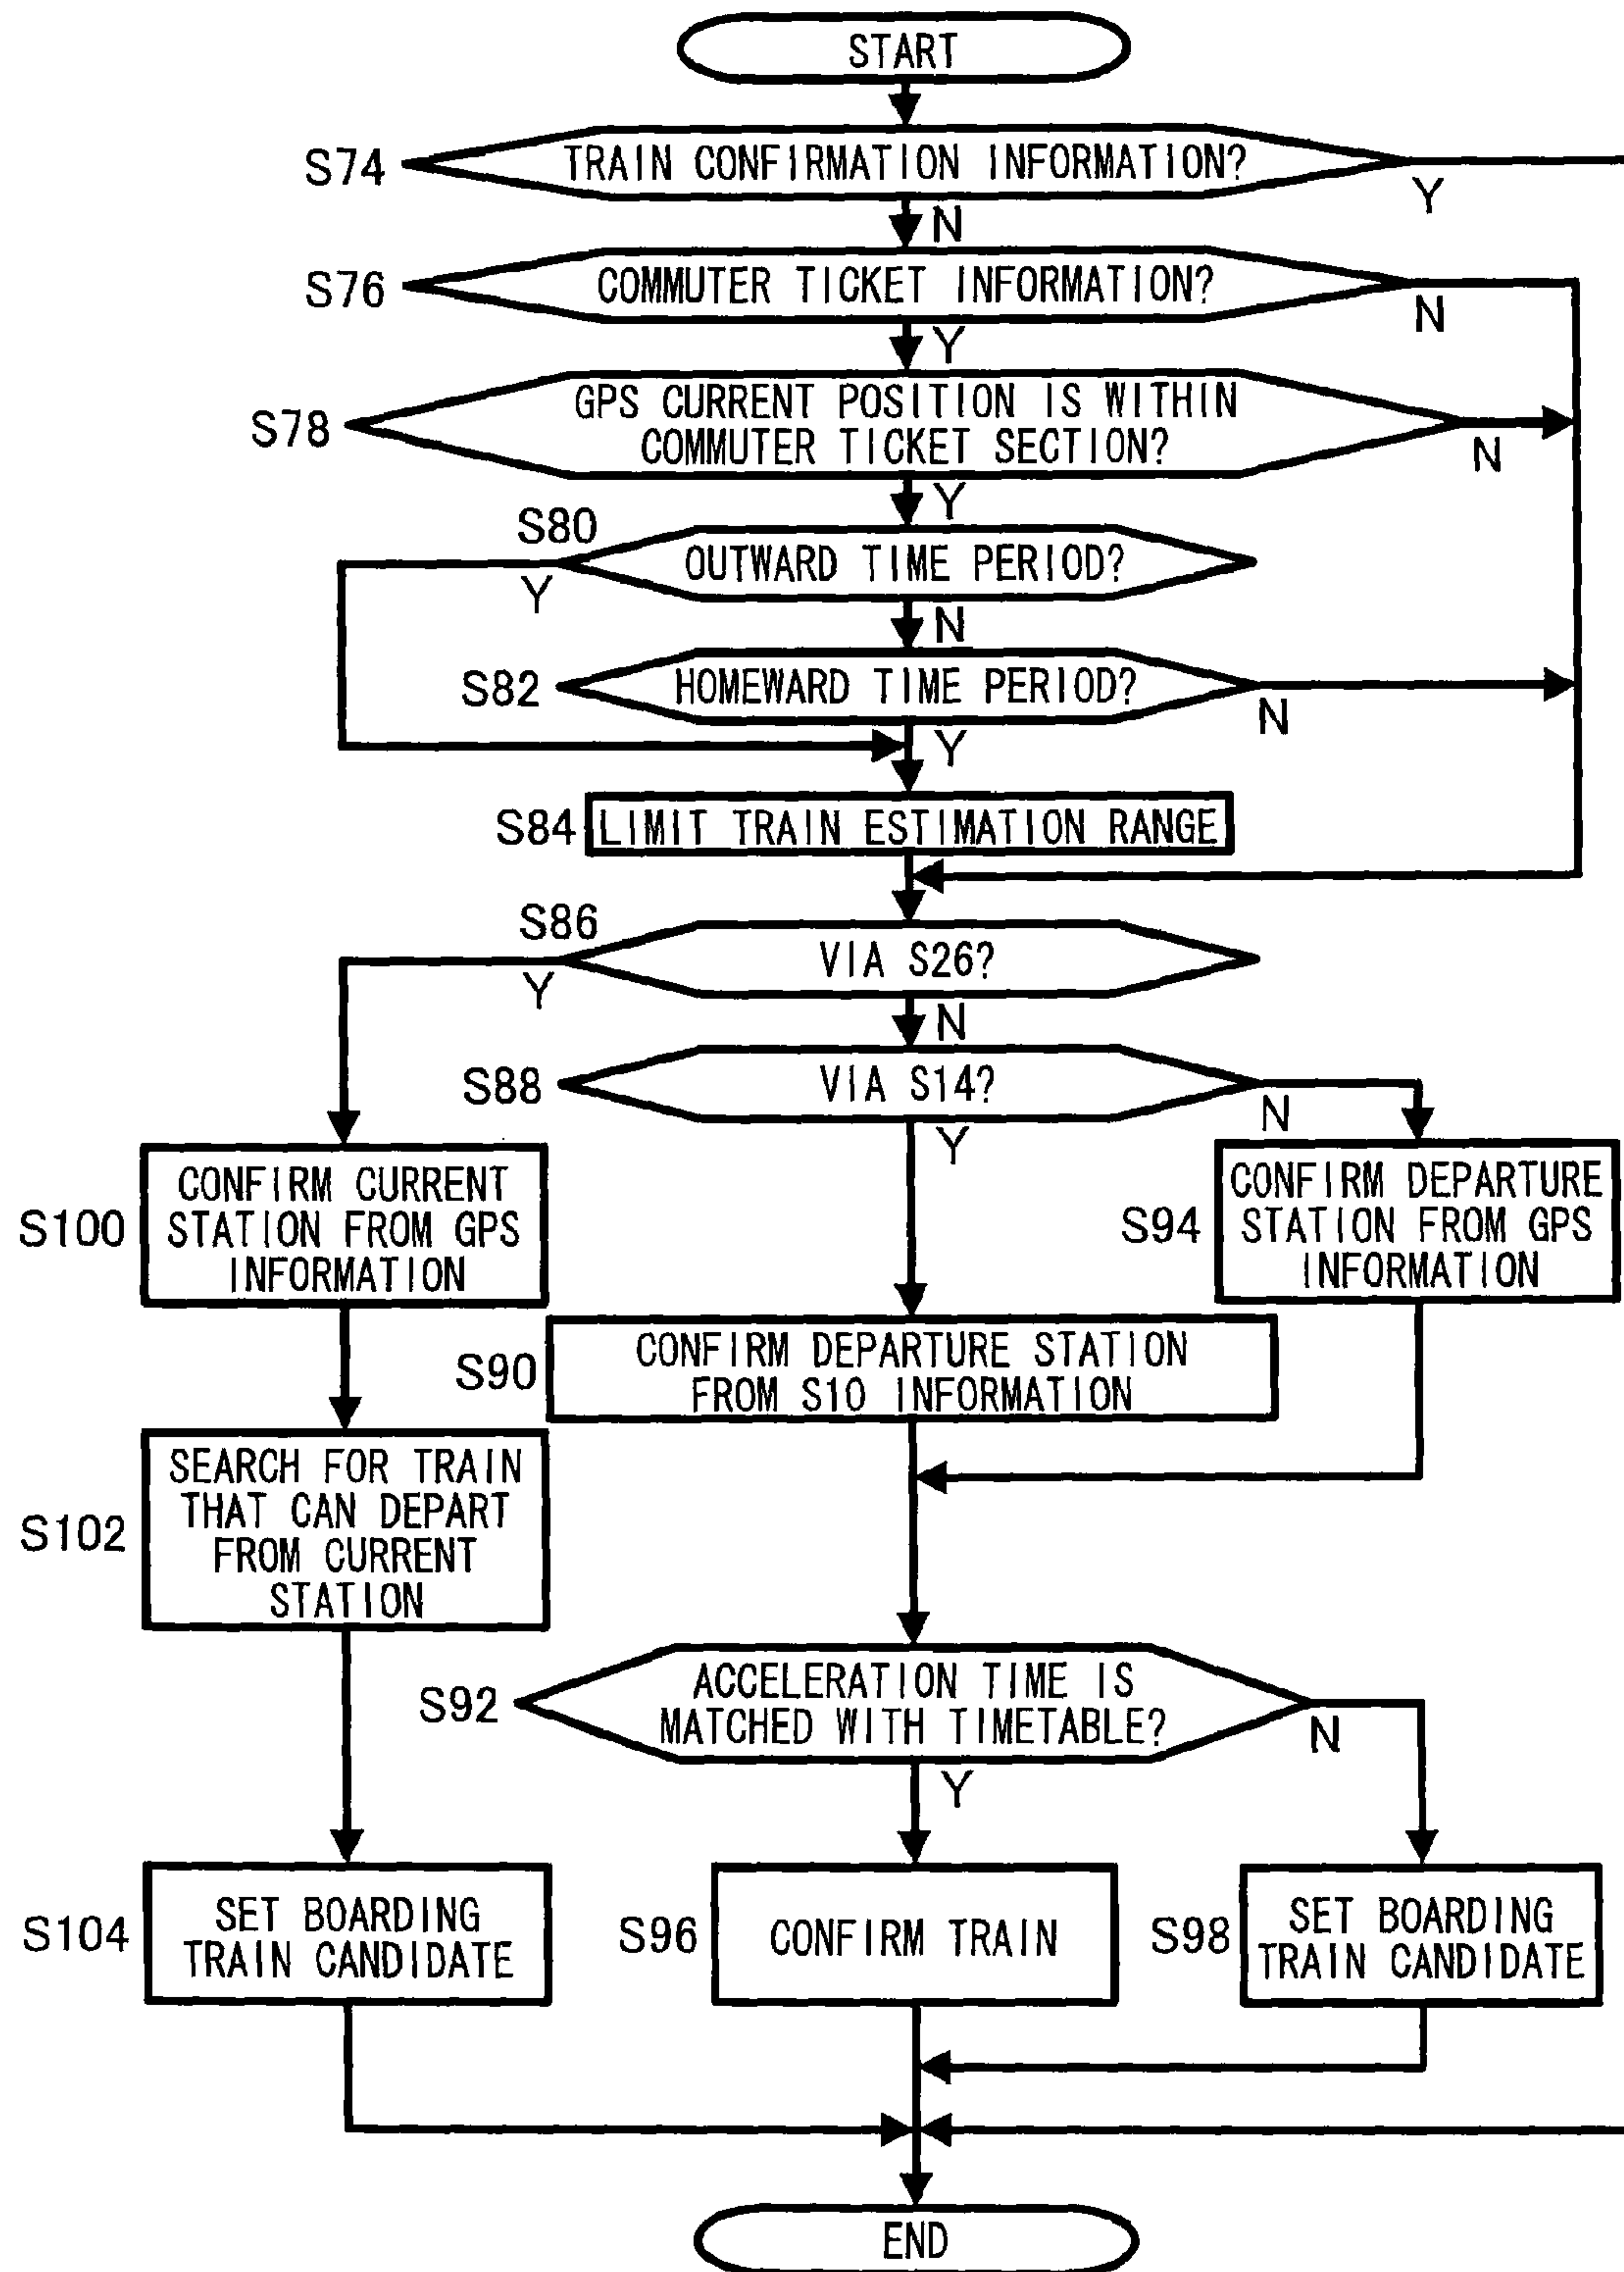 START
S74
TRAIN CONFIRMATION INFORMATION?
Y
N
S76
COMMUTER TICKET INFORMATION?
N
Y
S78
GPS CURRENT POSITION IS WITHIN
COMMUTER TICKET SECTION?
N
Y
S80
OUTWARD TIME PERIOD?
Y
N
S82
HOMEWARD TIME PERIOD?
N
Y
S84
LIMIT TRAIN ESTIMATION RANGE
S86
VIA S26?
Y
N
S88
VIA S14?
N
Y
S100
CONFIRM CURRENT
STATION FROM GPS
INFORMATION
S94
CONFIRM DEPARTURE
STATION FROM GPS
INFORMATION
S90
CONFIRM DEPARTURE STATION
FROM S10 INFORMATION
S102
SEARCH FOR TRAIN
THAT CAN DEPART
FROM CURRENT
STATION
S92
ACCELERATION TIME IS
MATCHED WITH TIMETABLE?
N
Y
S104
SET BOARDING
TRAIN CANDIDATE
S96
CONFIRM TRAIN
S98
SET BOARDING
TRAIN CANDIDATE
END